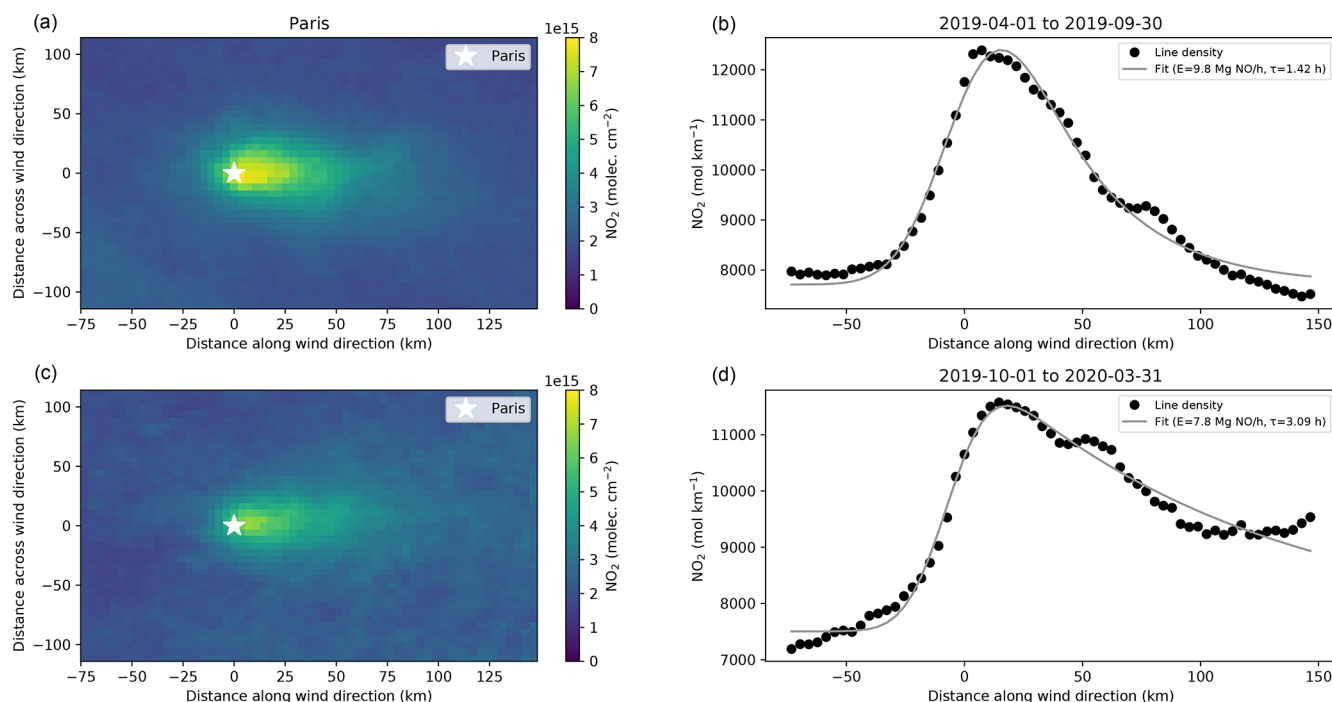 (a)
Paris
1e15
Distance across wind direction (km)
100
50
0
−50
−100
★ Paris
−75 −50 −25 0 25 50 75 100 125
Distance along wind direction (km)
8
7
6
5
4
3
2
1
0
NO₂ (molec. cm⁻²)
(b)
2019-04-01 to 2019-09-30
NO₂ (mol km⁻¹)
12000
11000
10000
9000
8000
Line density
Fit (E=9.8 Mg NO/h, τ=1.42 h)
−50 0 50 100 150
Distance along wind direction (km)
(c)
1e15
Distance across wind direction (km)
100
50
0
−50
−100
★ Paris
−75 −50 −25 0 25 50 75 100 125
Distance along wind direction (km)
8
7
6
5
4
3
2
1
0
NO₂ (molec. cm⁻²)
(d)
2019-10-01 to 2020-03-31
NO₂ (mol km⁻¹)
11000
10000
9000
8000
7000
Line density
Fit (E=7.8 Mg NO/h, τ=3.09 h)
−50 0 50 100 150
Distance along wind direction (km)